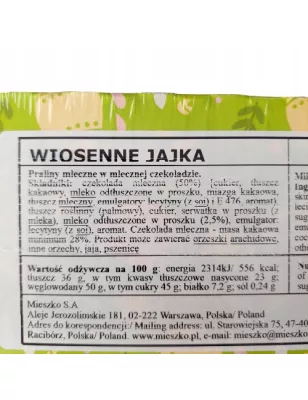 WIOSENNE JAJKA
Praliny mleczne w mlecznej czekoladzie.
Składniki: czekolada mleczna (50%) [cukier, tłuszcz
kakaowy, mleko odtłuszczone w proszku, miazga kakaowa,
tłuszcz mleczny, emulgatory: lecytyny (z soi) i E 476, aromat),
tłuszcz roślinny (palmowy), cukier, serwatka w proszku (z
mleka), mleko odtłuszczone w proszku (2,5%), emulgator:
lecytyny (z soi), aromat. Czekolada mleczna - masa kakaowa
minimum 28%. Produkt może zawierać orzeszki arachidowe,
inne orzechy, jaja, pszenicę
Wartość odżywcza na 100 g: energia 2314kJ/ 556 kcal;
tłuszcz 36 g, w tym kwasy tłuszczowe nasycone 23 g;
węglowodany 50 g, w tym cukry 45 g; białko 7,2 g; sól 0,24 g
Mieszko S.A
Aleje Jerozolimskie 181, 02-222 Warszawa, Polska/ Poland
Adres do korespondencji:/ Mailing address: ul. Starowiejska 75, 47-40
Racibórz, Polska/ Poland. www.mieszko.pl, e-mail: mieszko@mieszko